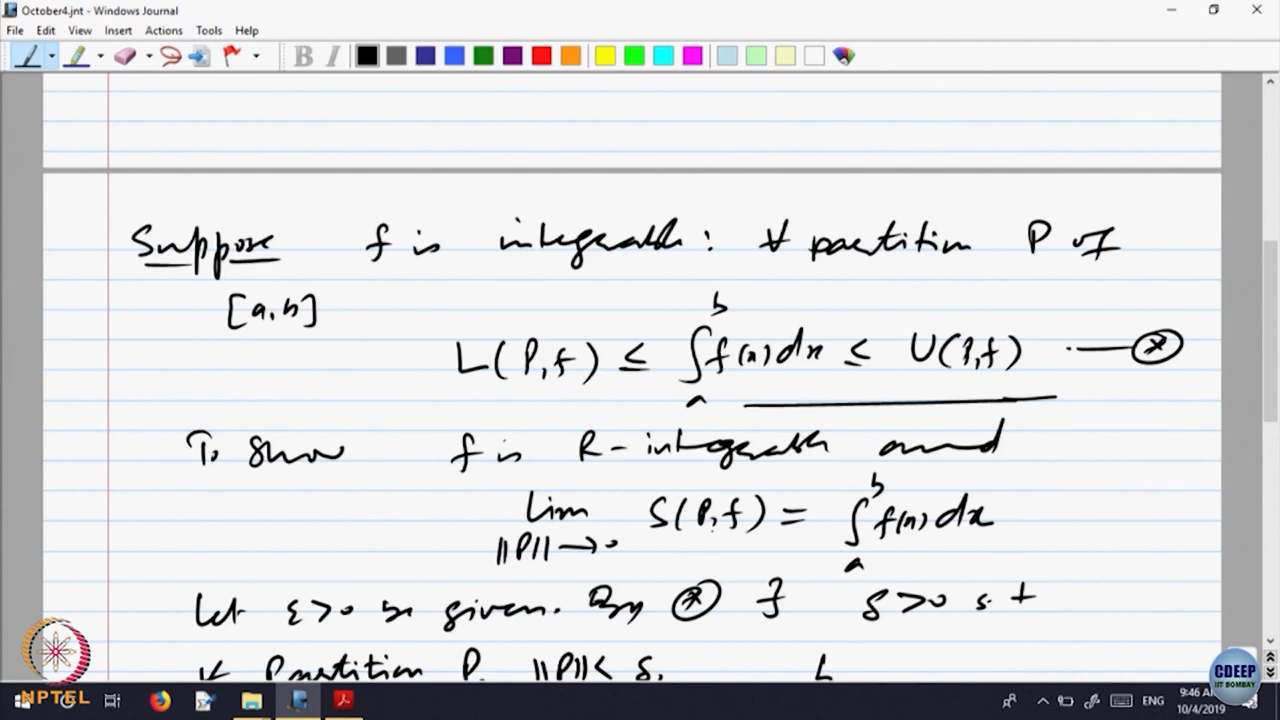 October4.jnt - Windows Journal
File Edit View Insert Actions Tools Help
B I
Suppose f is integrable : ∀ partition P of
[a,b]
L(P,f) ≤ ∫_a^b f(x)dx ≤ U(P,f) ——— (*)
To Show f is R-integrable and
lim_{||P||→0} S(P,f) = ∫_a^b f(x)dx
Let ε>0 be given. By (*) ∃ δ>0 s.t
∀ Partition P, ||P||< δ,
NPTEL
CDEEP
IIT BOMBAY
ENG
9:46 A
10/4/2019